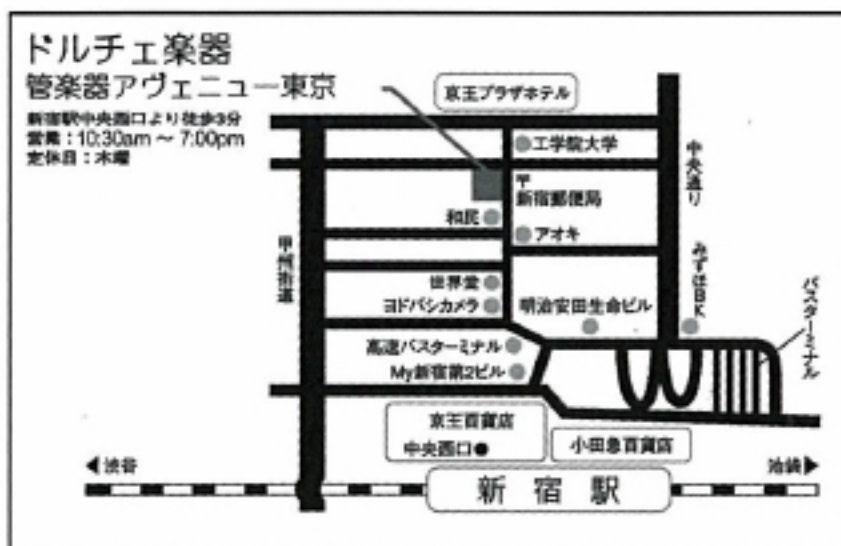 ドルチェ楽器
管楽器アヴェニュー東京
新宿駅中央西口より徒歩3分
営業：10:30am ～ 7:00pm
定休日：木曜
京王プラザホテル
工学院大学
中央通り
〒
新宿郵便局
和民
アオキ
甲州街道
みずほBK
バスターミナル
世界堂
ヨドバシカメラ
明治安田生命ビル
高速バスターミナル
My新宿第2ビル
京王百貨店
中央西口
小田急百貨店
渋谷
池袋
新宿駅